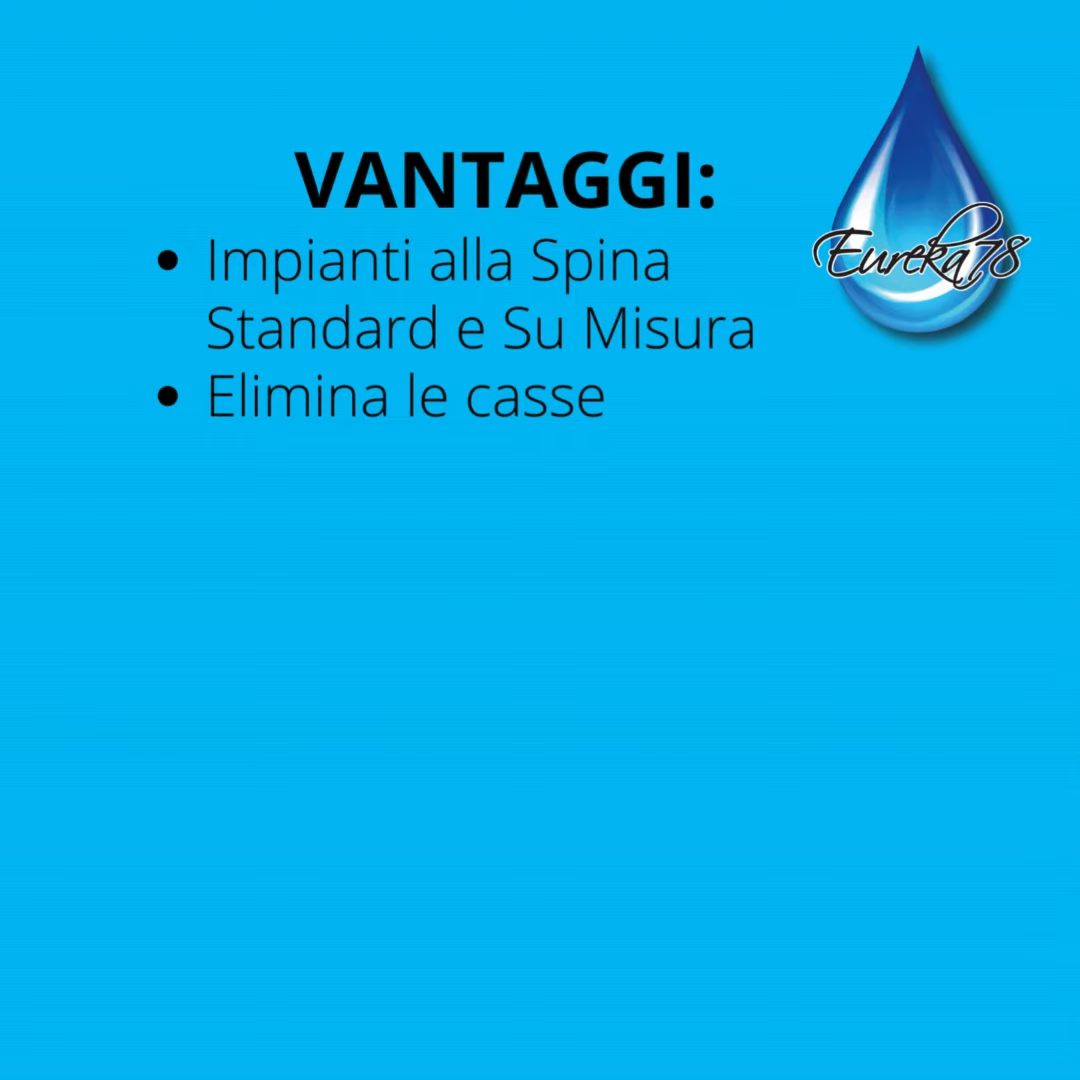 VANTAGGI:
• Impianti alla Spina
Standard e Su Misura
• Elimina le casse
Eureka78